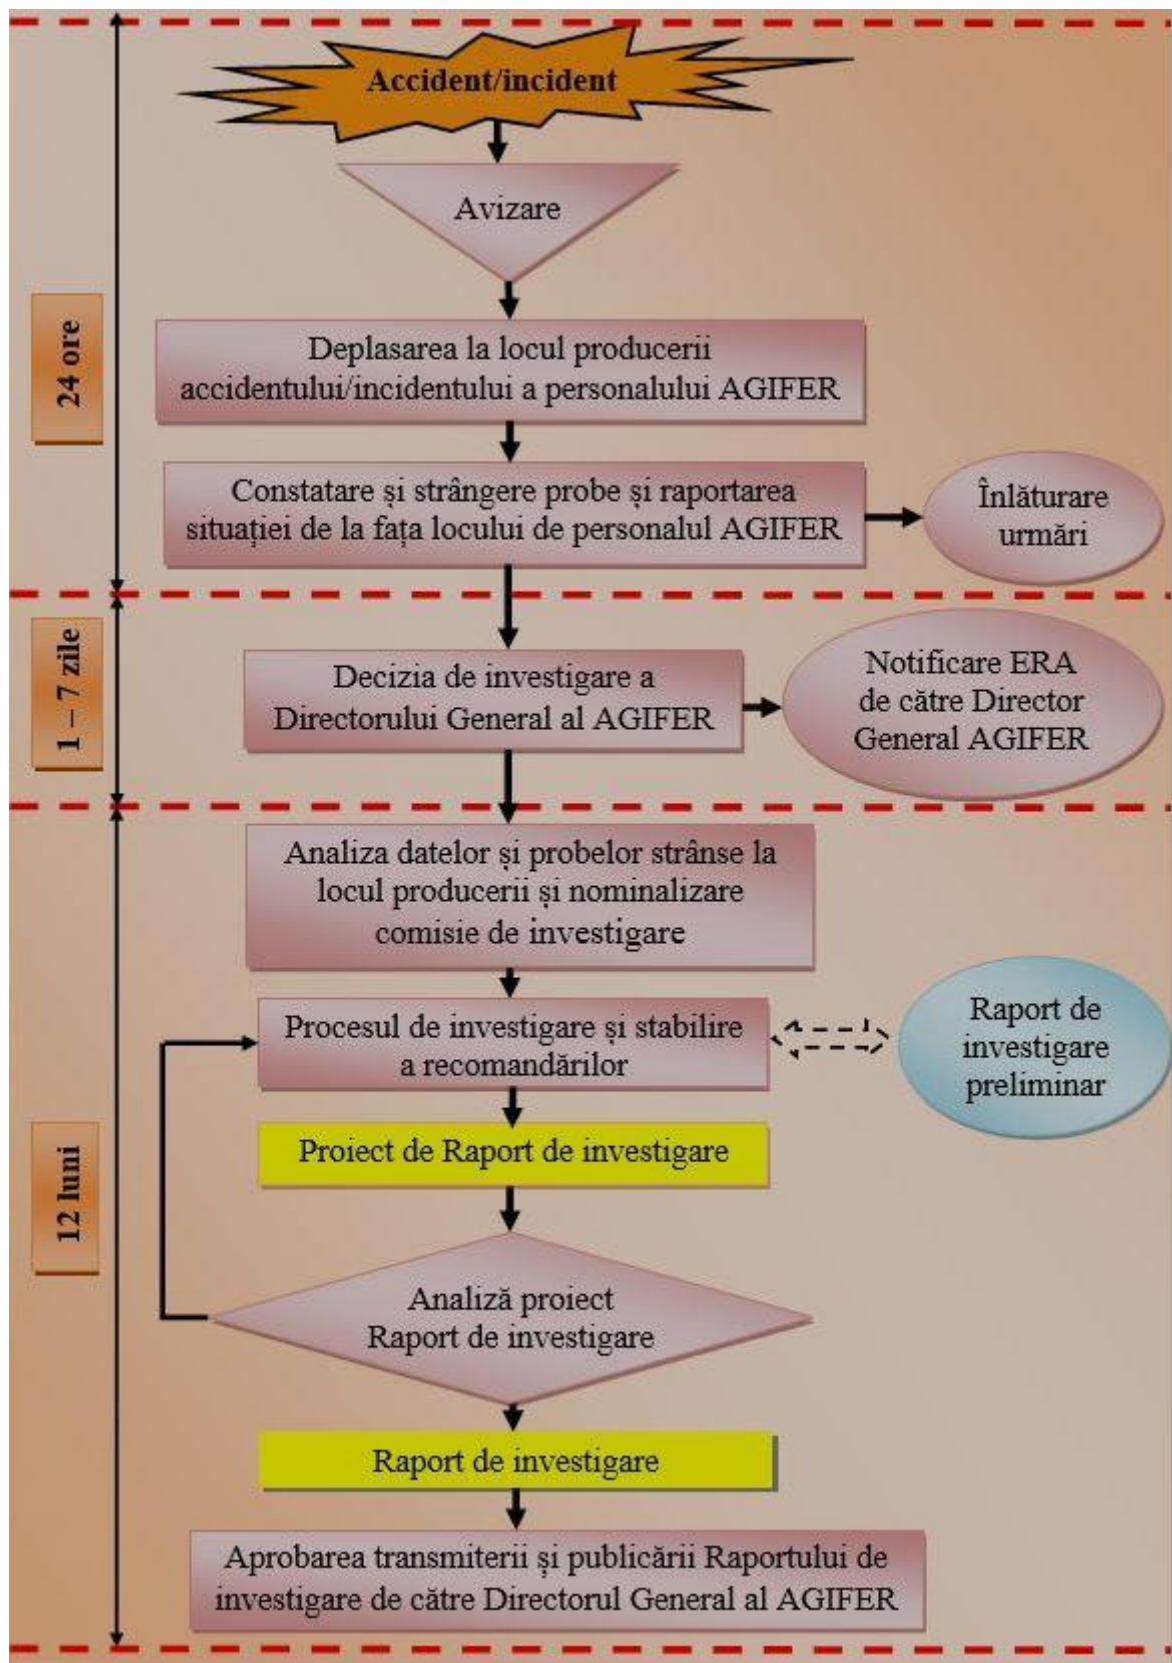 Accident/incident
Avizare
24 ore
Deplasarea la locul producerii
accidentului/incidentului a personalului AGIFER
Constatare și strângere probe și raportarea
situației de la fața locului de personalul AGIFER
Înlăturare
urmări
1 – 7 zile
Decizia de investigare a
Directorului General al AGIFER
Notificare ERA
de către Director
General AGIFER
12 luni
Analiza datelor și probelor strânse la
locul producerii și nominalizare
comisie de investigare
Procesul de investigare și stabilire
a recomandărilor
Raport de
investigare
preliminar
Proiect de Raport de investigare
Analiză proiect
Raport de investigare
Raport de investigare
Aprobarea transmiterii și publicării Raportului de
investigare de către Directorul General al AGIFER